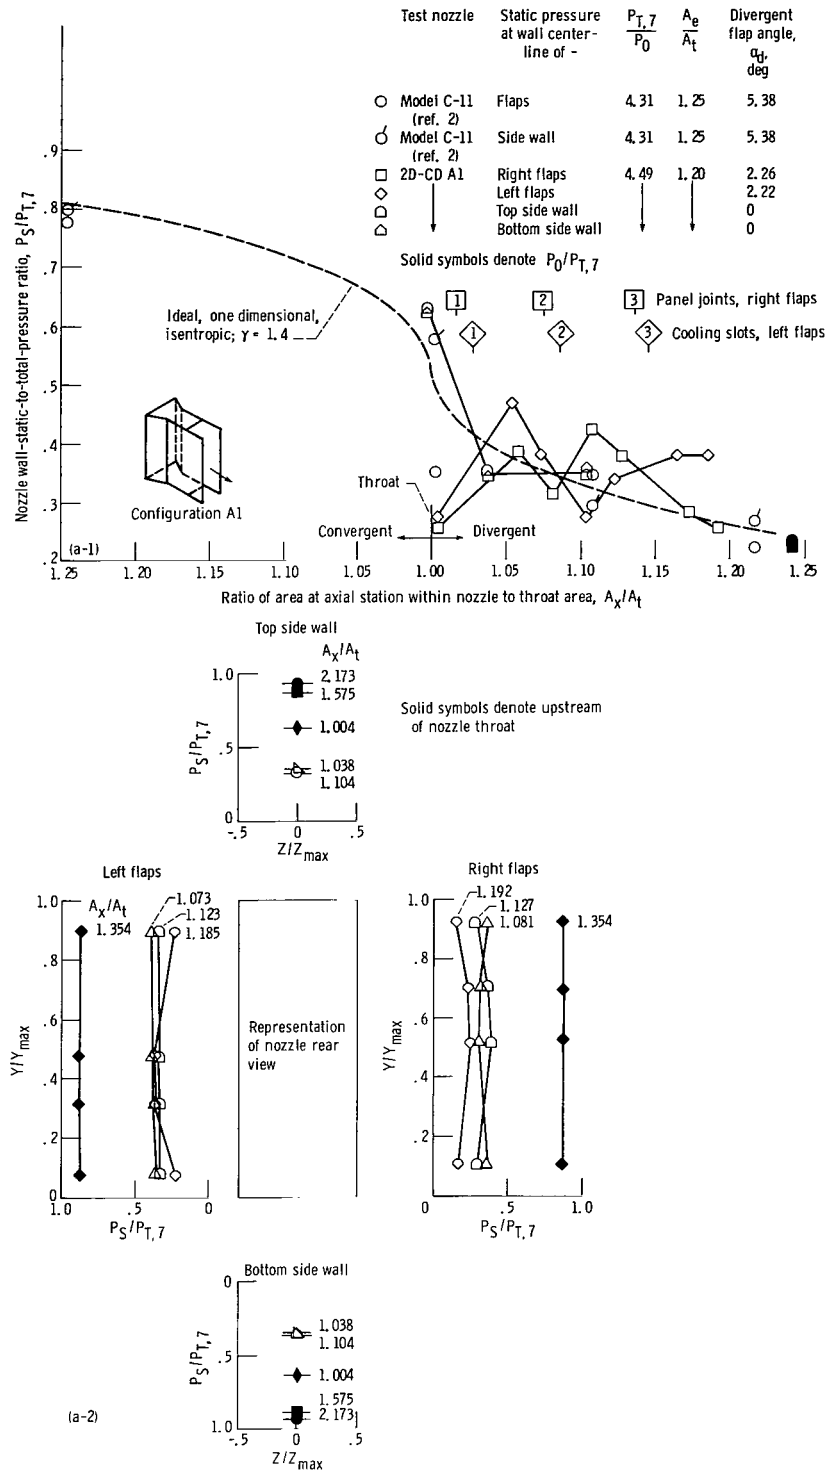 Test nozzle Static pressure at wall center-line of - P_T,7/P_0 A_e/A_t Divergent flap angle, α_d, deg
Model C-11 (ref. 2) Flaps 4.31 1.25 5.38
Model C-11 (ref. 2) Side wall 4.31 1.25 5.38
2D-CD A1 Right flaps 4.49 1.20 2.26
Left flaps 2.22
Top side wall 0
Bottom side wall 0
Solid symbols denote P_0/P_T,7
1 2 3 Panel joints, right flaps
1 2 3 Cooling slots, left flaps
Nozzle wall-static-to-total-pressure ratio, P_S/P_T,7
.9
.8
.7
.6
.5
.4
.3
.2
Ideal, one dimensional,
isentropic; γ = 1.4
Configuration A1
Throat
Convergent Divergent
(a-1)
1.25 1.20 1.15 1.10 1.05 1.00 1.05 1.10 1.15 1.20 1.25
Ratio of area at axial station within nozzle to throat area, A_x/A_t
Top side wall
A_x/A_t
P_S/P_T,7
1.0
.5
0
2.173
1.575
1.004
1.038
1.104
-.5 0 .5
Z/Z_max
Solid symbols denote upstream
of nozzle throat
Left flaps
A_x/A_t
1.354
1.073
1.123
1.185
Y/Y_max
1.0
.8
.6
.4
.2
0
1.0 .5 0
P_S/P_T,7
Representation
of nozzle rear
view
Right flaps
1.192
1.127
1.081
1.354
Y/Y_max
1.0
.8
.6
.4
.2
0 .5 1.0
P_S/P_T,7
Bottom side wall
P_S/P_T,7
0
.5
1.0
1.038
1.104
1.004
1.575
2.173
-.5 0 .5
Z/Z_max
(a-2)